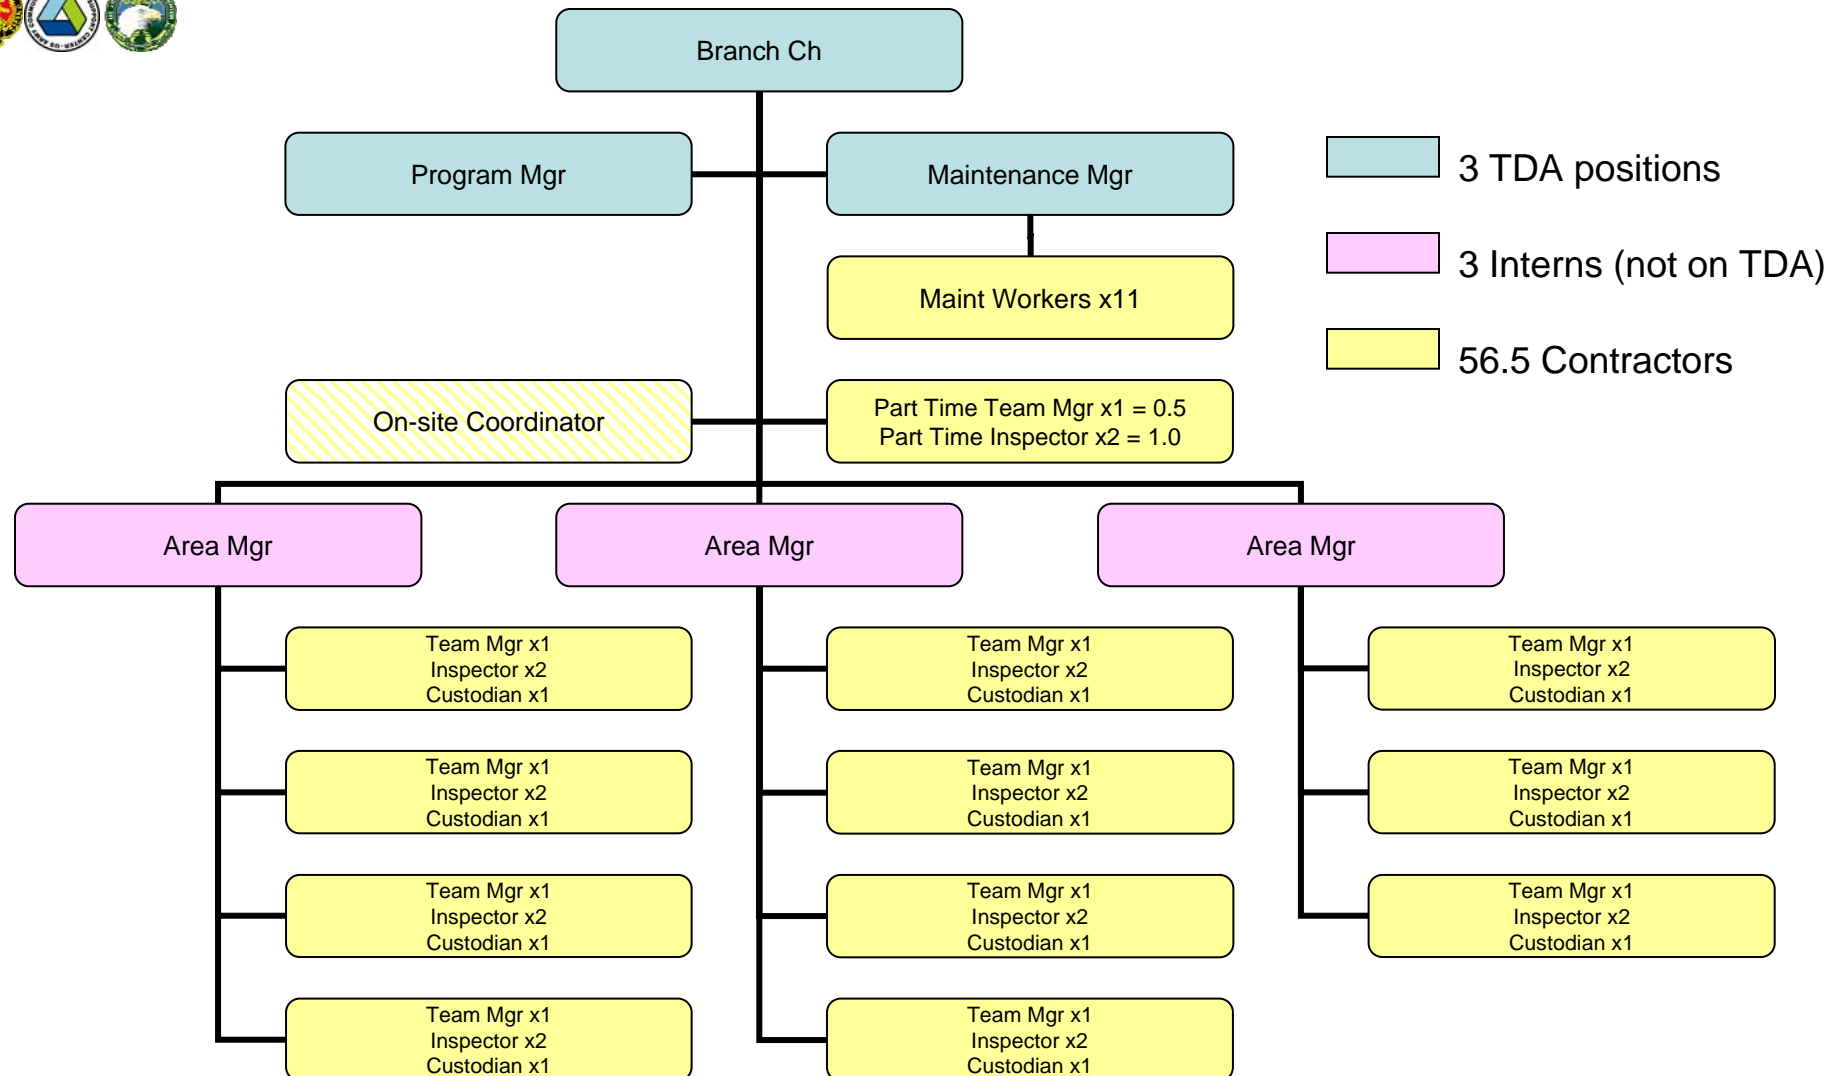 Branch Ch
Program Mgr
Maintenance Mgr
Maint Workers x11
On-site Coordinator
Part Time Team Mgr x1 = 0.5
Part Time Inspector x2 = 1.0
3 TDA positions
3 Interns (not on TDA)
56.5 Contractors
Area Mgr
Area Mgr
Area Mgr
Team Mgr x1
Inspector x2
Custodian x1
Team Mgr x1
Inspector x2
Custodian x1
Team Mgr x1
Inspector x2
Custodian x1
Team Mgr x1
Inspector x2
Custodian x1
Team Mgr x1
Inspector x2
Custodian x1
Team Mgr x1
Inspector x2
Custodian x1
Team Mgr x1
Inspector x2
Custodian x1
Team Mgr x1
Inspector x2
Custodian x1
Team Mgr x1
Inspector x2
Custodian x1
Team Mgr x1
Inspector x2
Custodian x1
Team Mgr x1
Inspector x2
Custodian x1